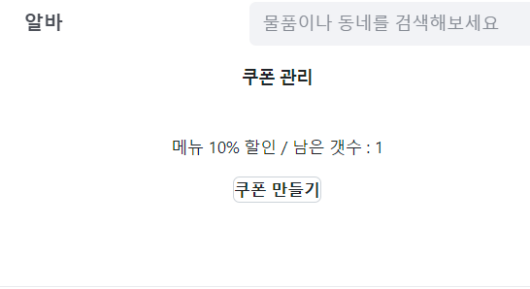 알바 물품이나 동네를 검색해보세요
쿠폰 관리
메뉴 10% 할인 / 남은 갯수 : 1
쿠폰 만들기